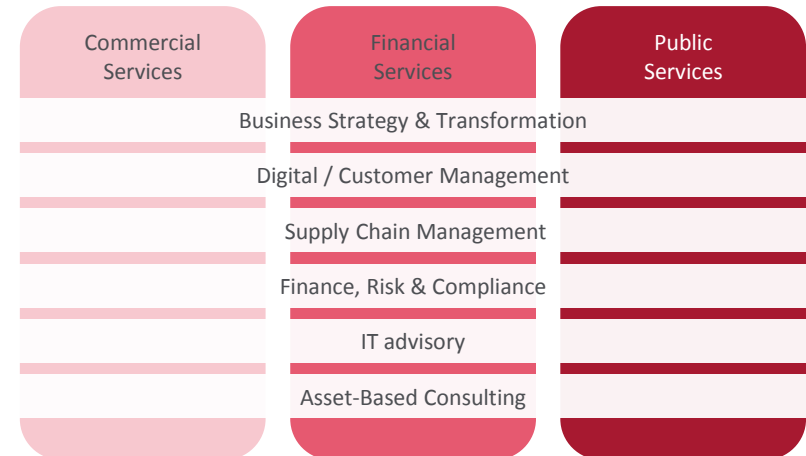 Commercial
Services
Financial
Services
Public
Services
Business Strategy & Transformation
Digital / Customer Management
Supply Chain Management
Finance, Risk & Compliance
IT advisory
Asset-Based Consulting